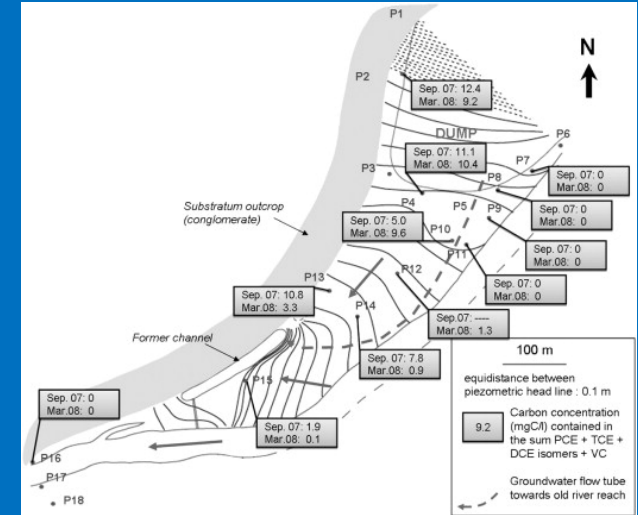 P1
N
P2
Sep. 07: 12.4
Mar. 08: 9.2
DUMP
P6
Sep. 07: 11.1
Mar. 08: 10.4
P7
P3
P8
Sep. 07: 0
Mar.08: 0
Substratum outcrop
(conglomerate)
P4
P5
P9
Sep. 07: 0
Mar.08: 0
Sep. 07: 5.0
Mar. 08: 9.6
P10
Sep. 07: 0
Mar.08: 0
P11
P13
P12
Sep. 07: 0
Mar.08: 0
Sep. 07: 10.8
Mar.08: 3.3
P14
Sep.07: ----
Mar.08: 1.3
Former channel
Sep. 07: 7.8
Mar.08: 0.9
100 m
equidistance between
piezometric head line : 0.1 m
P15
Sep. 07: 0
Mar.08: 0
9.2
Carbon concentration
(mgC/l) contained in
the sum PCE + TCE +
DCE isomers + VC
Sep. 07: 1.9
Mar.08: 0.1
P16
P17
P18
Groundwater flow tube
towards old river reach